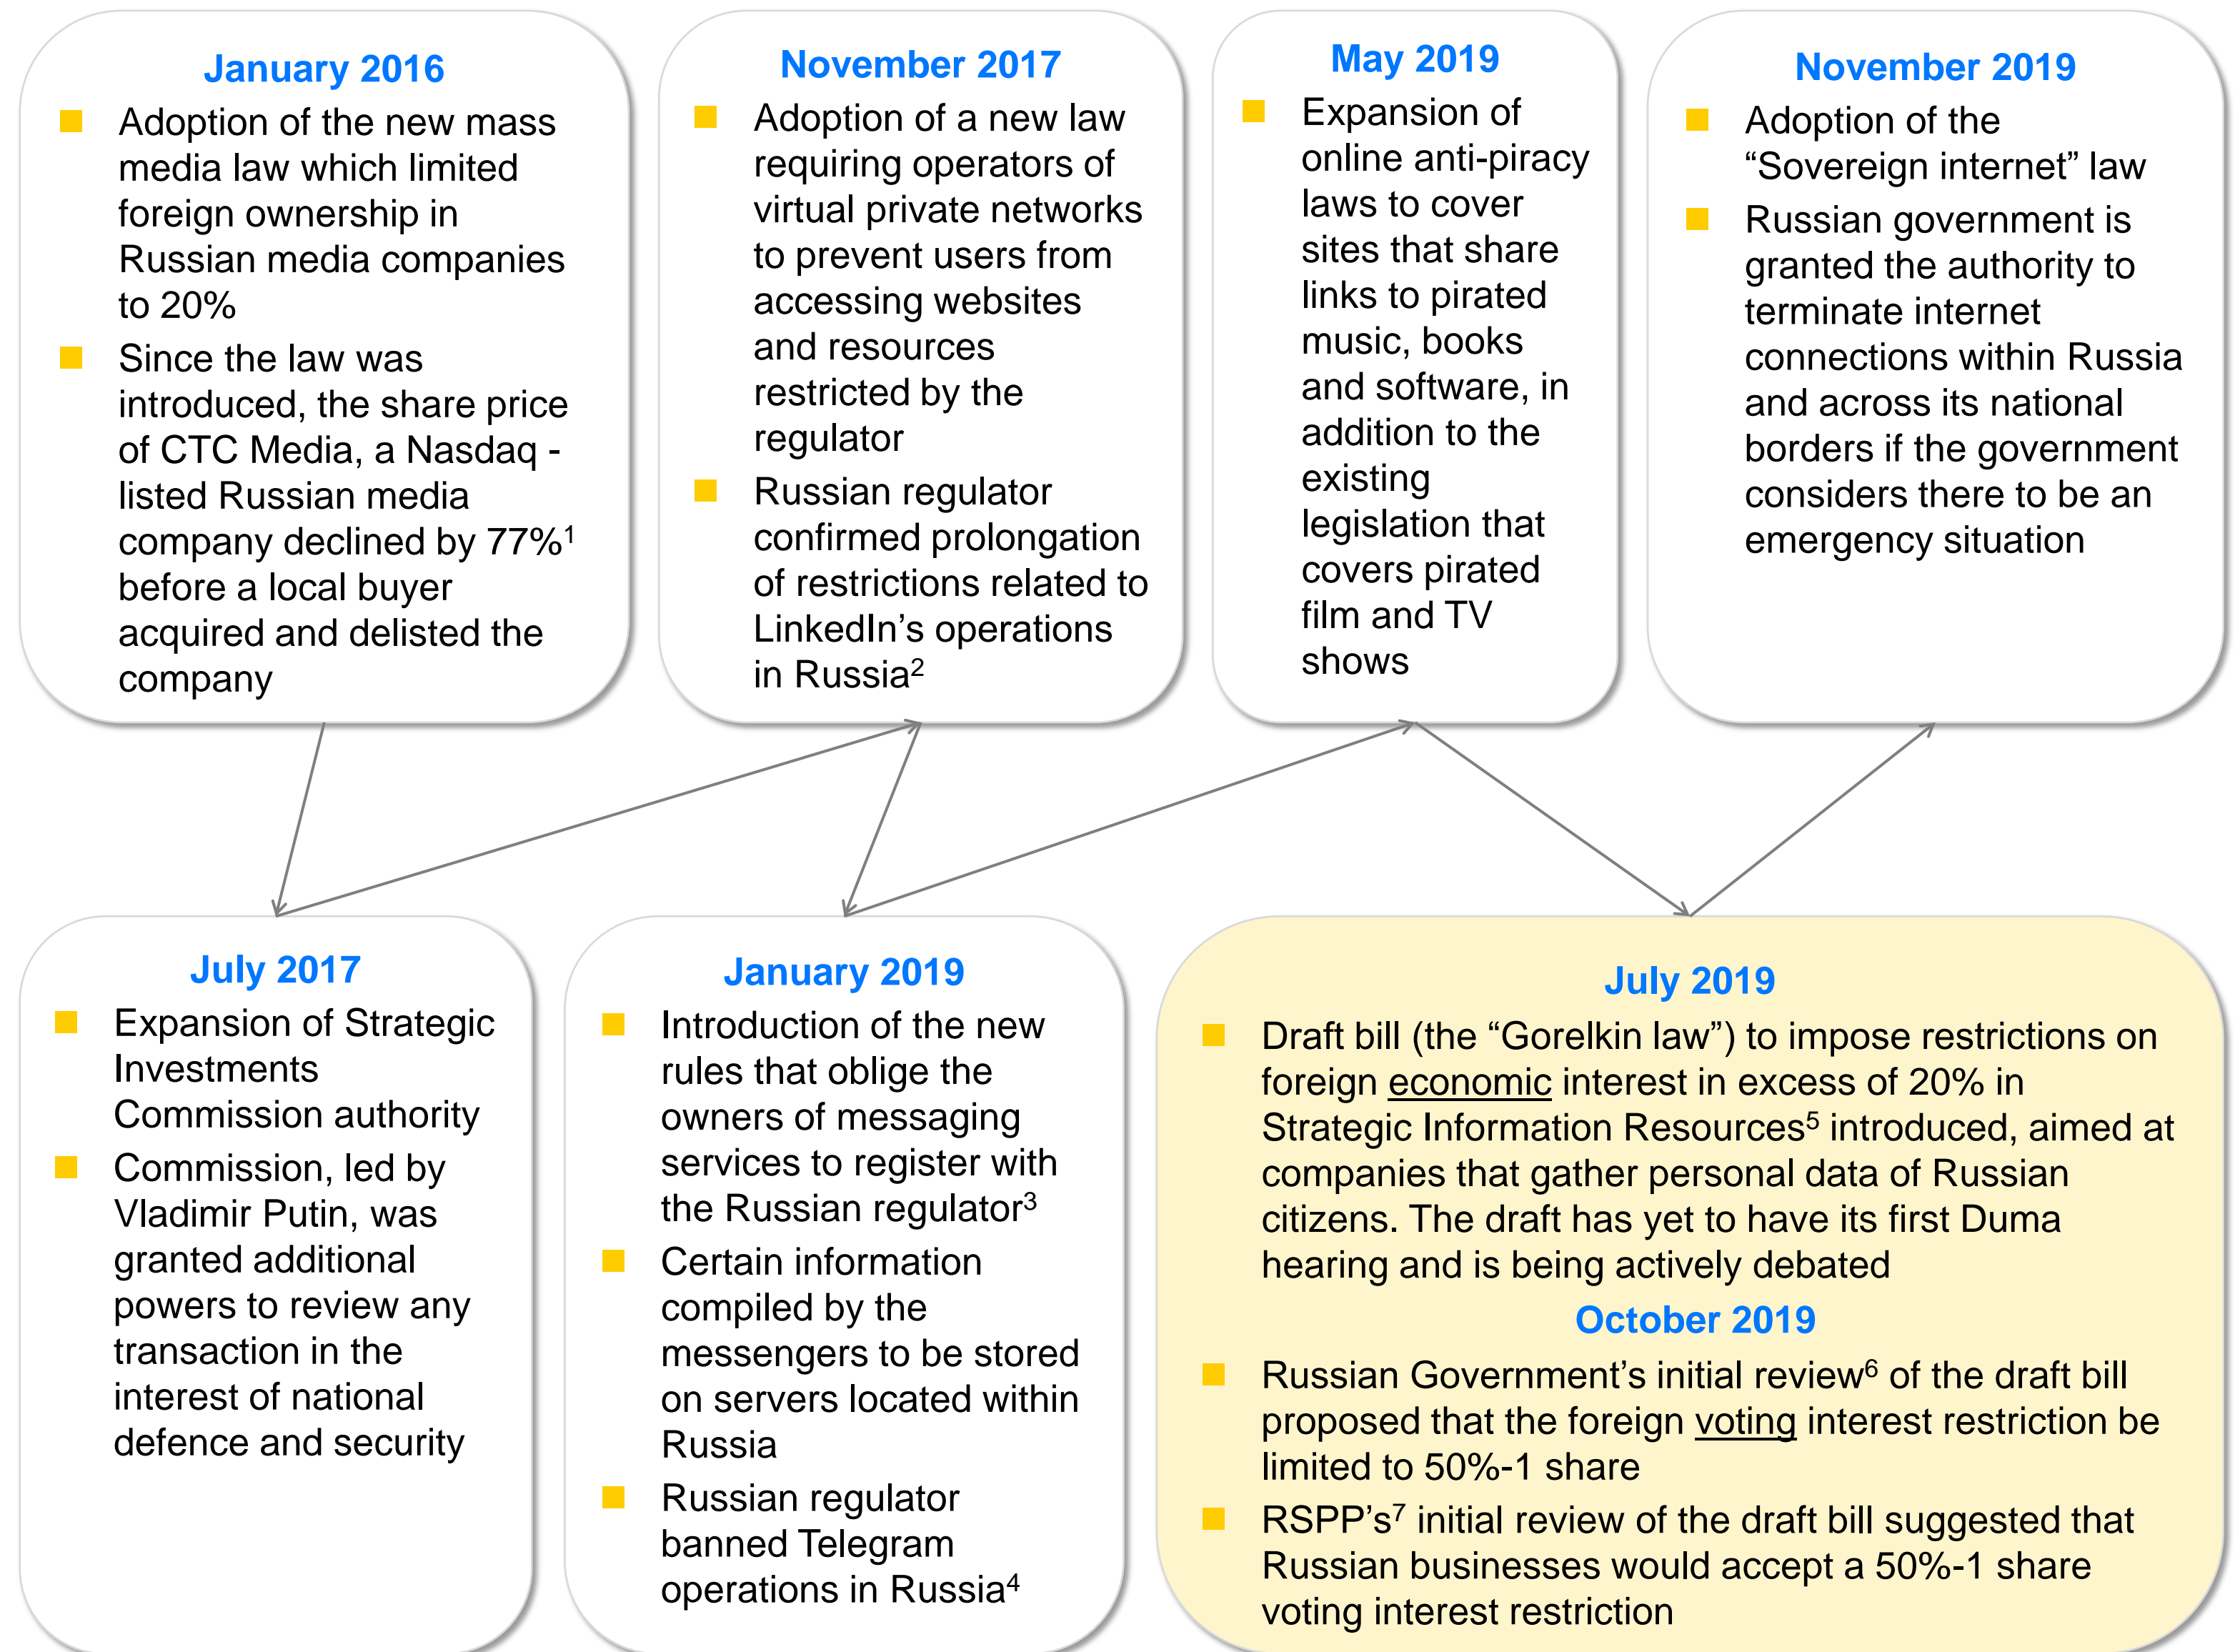 January 2016
Adoption of the new mass
media law which limited
foreign ownership in
Russian media companies
to 20%
Since the law was
introduced, the share price
of CTC Media, a Nasdaq -
listed Russian media
company declined by 77%¹
before a local buyer
acquired and delisted the
company
November 2017
Adoption of a new law
requiring operators of
virtual private networks
to prevent users from
accessing websites
and resources
restricted by the
regulator
Russian regulator
confirmed prolongation
of restrictions related to
LinkedIn’s operations
in Russia²
May 2019
Expansion of
online anti-piracy
laws to cover
sites that share
links to pirated
music, books
and software, in
addition to the
existing
legislation that
covers pirated
film and TV
shows
November 2019
Adoption of the
“Sovereign internet” law
Russian government is
granted the authority to
terminate internet
connections within Russia
and across its national
borders if the government
considers there to be an
emergency situation
July 2017
Expansion of Strategic
Investments
Commission authority
Commission, led by
Vladimir Putin, was
granted additional
powers to review any
transaction in the
interest of national
defence and security
January 2019
Introduction of the new
rules that oblige the
owners of messaging
services to register with
the Russian regulator³
Certain information
compiled by the
messengers to be stored
on servers located within
Russia
Russian regulator
banned Telegram
operations in Russia⁴
July 2019
Draft bill (the “Gorelkin law”) to impose restrictions on
foreign economic interest in excess of 20% in
Strategic Information Resources⁵ introduced, aimed at
companies that gather personal data of Russian
citizens. The draft has yet to have its first Duma
hearing and is being actively debated
October 2019
Russian Government’s initial review⁶ of the draft bill
proposed that the foreign voting interest restriction be
limited to 50%-1 share
RSPP’s⁷ initial review of the draft bill suggested that
Russian businesses would accept a 50%-1 share
voting interest restriction